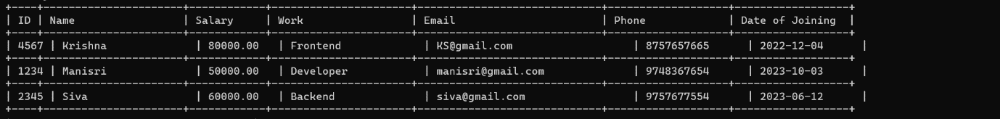 +----+----------------------+------------+----------------------+-----------------------------+-------------------+------------------+
| ID | Name                 | Salary     | Work                 | Email                       | Phone             | Date of Joining  |
+----+----------------------+------------+----------------------+-----------------------------+-------------------+------------------+
| 4567 | Krishna              | 80000.00   | Frontend             | KS@gmail.com                  | 8757657665      | 2022-12-04      |
+----+----------------------+------------+----------------------+-----------------------------+-------------------+------------------+
| 1234 | Manisri              | 50000.00   | Developer            | manisri@gmail.com             | 9748367654      | 2023-10-03      |
+----+----------------------+------------+----------------------+-----------------------------+-------------------+------------------+
| 2345 | Siva                 | 60000.00   | Backend              | siva@gmail.com                | 9757677554      | 2023-06-12      |
+----+----------------------+------------+----------------------+-----------------------------+-------------------+------------------+